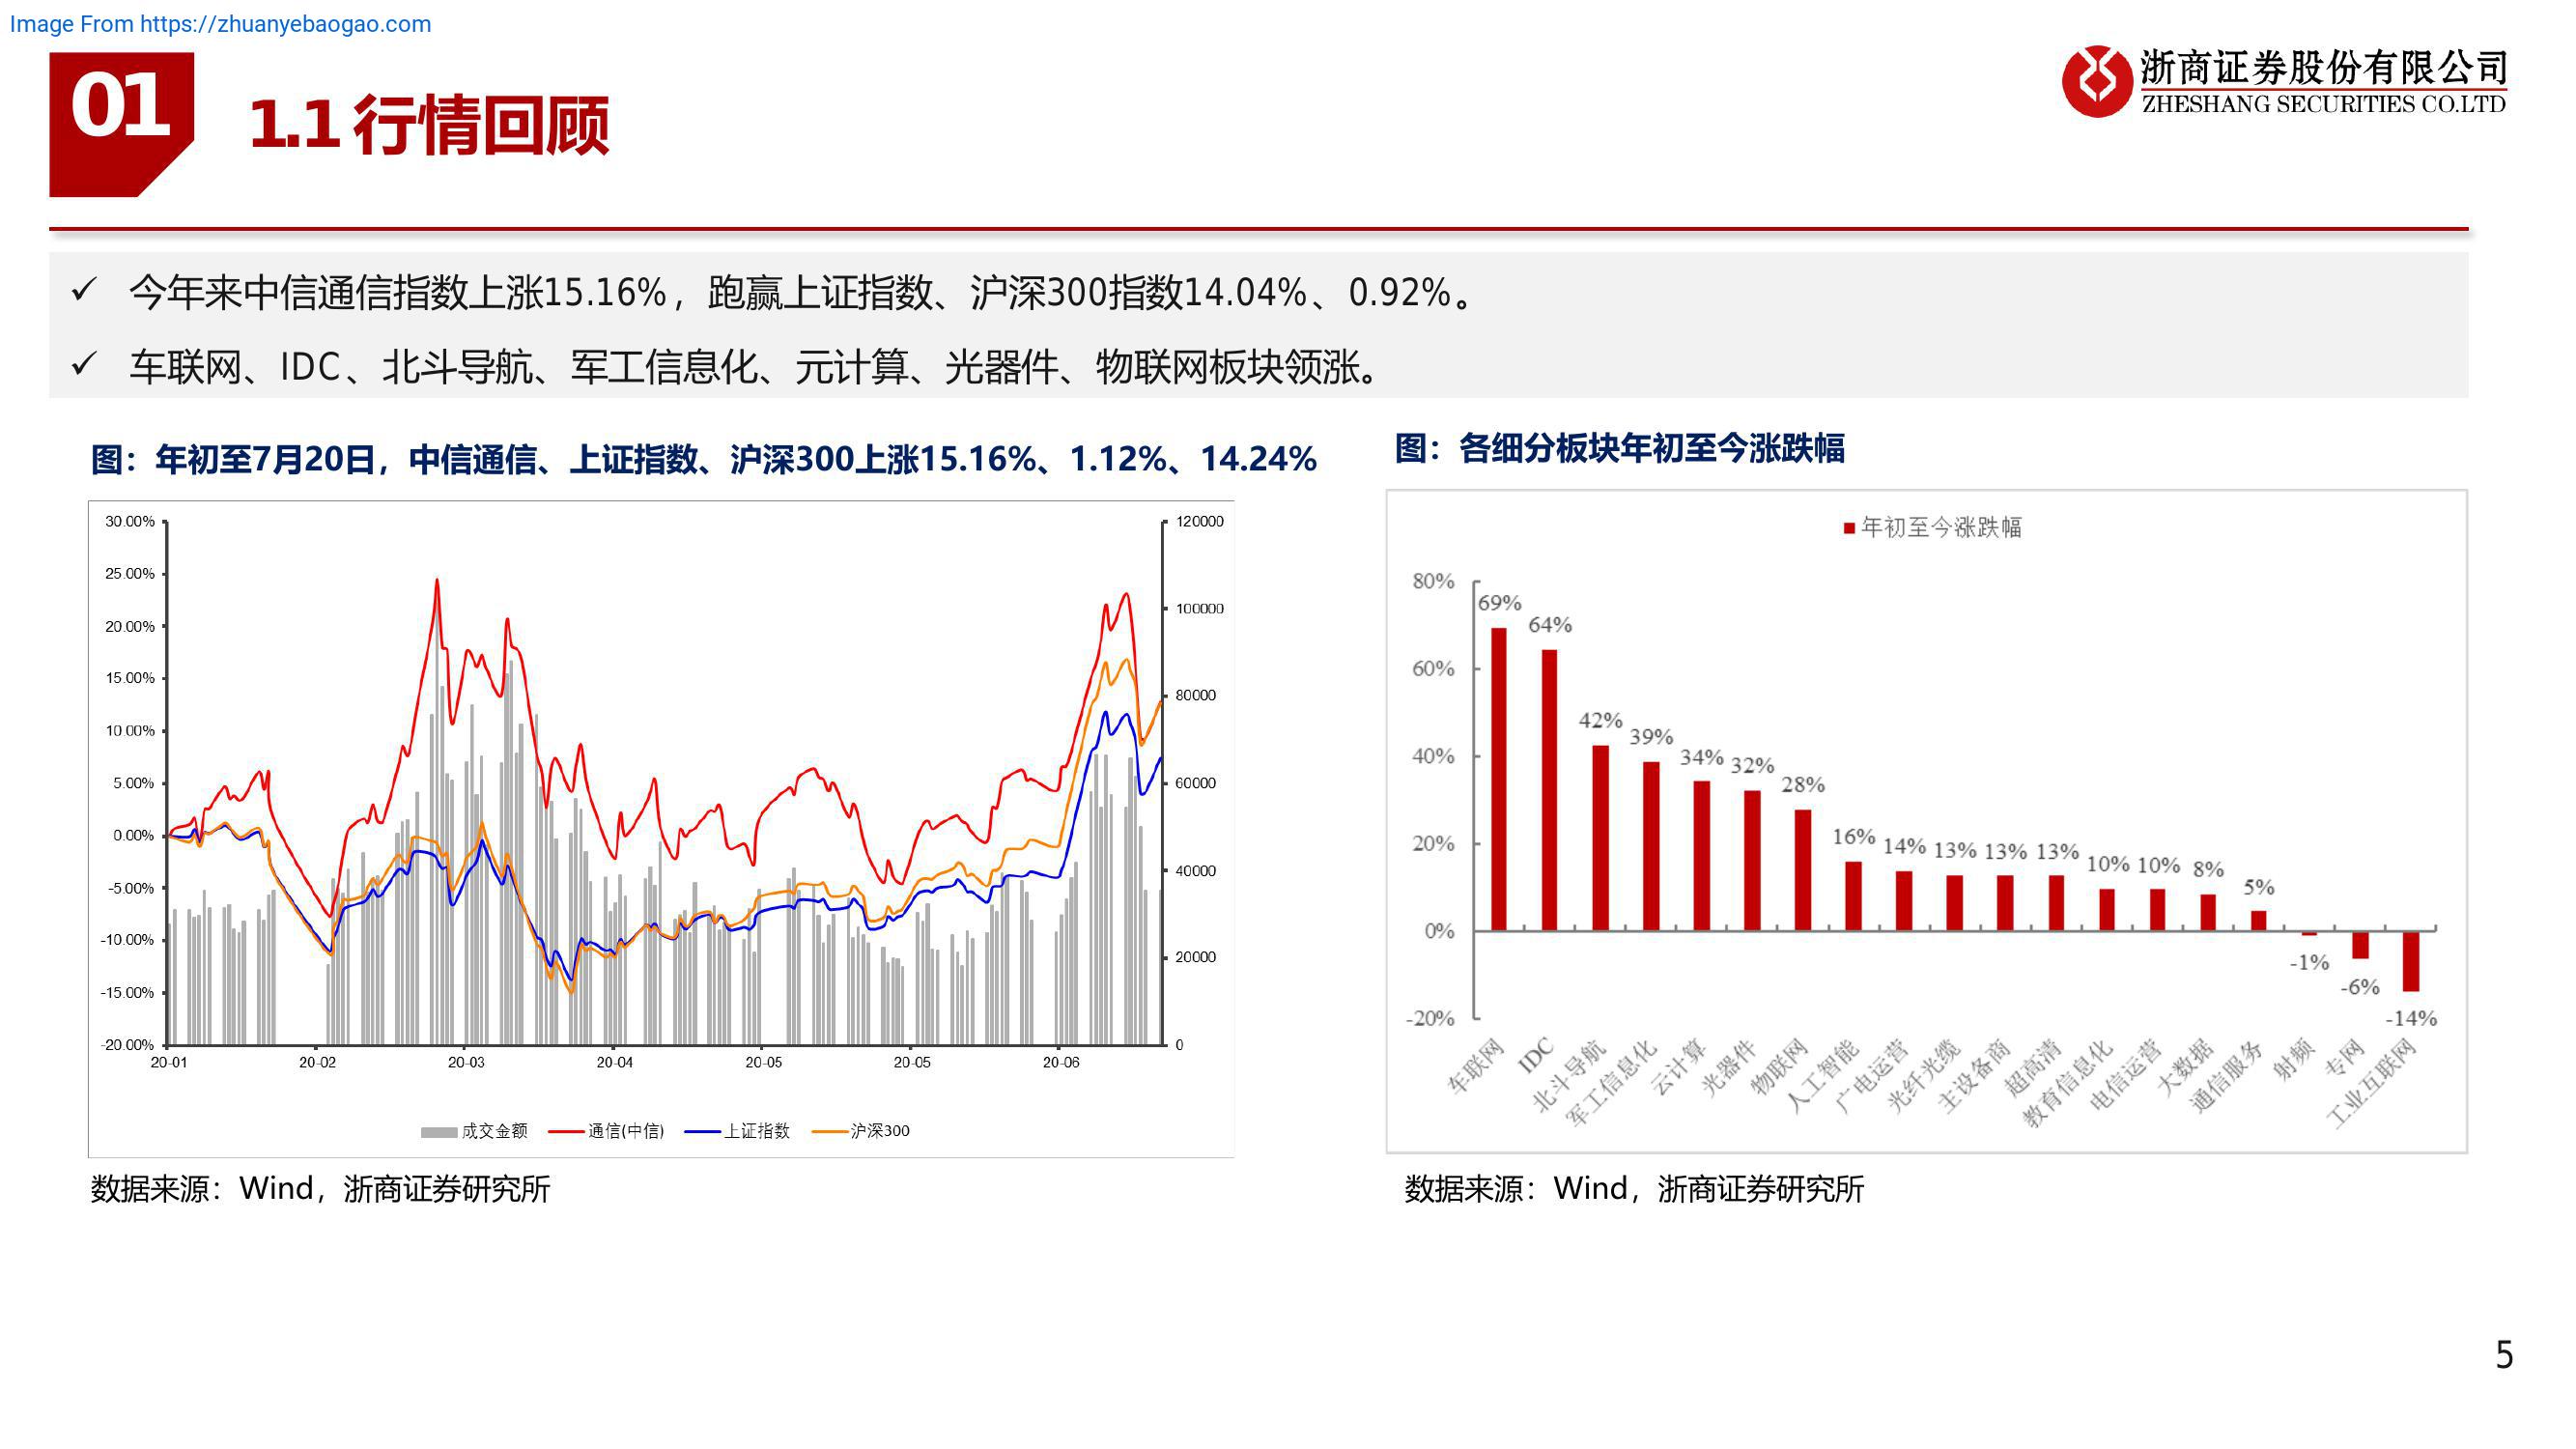 Image From https://zhuanyebaogao.com
01
1.1 行情回顾
浙商证券股份有限公司
ZHESHANG SECURITIES CO.LTD
✓ 今年来中信通信指数上涨15.16%，跑赢上证指数、沪深300指数14.04%、0.92%。
✓ 车联网、IDC、北斗导航、军工信息化、元计算、光器件、物联网板块领涨。
图：年初至7月20日，中信通信、上证指数、沪深300上涨15.16%、1.12%、14.24%
30.00%
25.00%
20.00%
15.00%
10.00%
5.00%
0.00%
-5.00%
-10.00%
-15.00%
-20.00%
120000
100000
80000
60000
40000
20000
0
20-01 20-02 20-03 20-04 20-05 20-05 20-06
成交金额 通信(中信) 上证指数 沪深300
数据来源：Wind，浙商证券研究所
图：各细分板块年初至今涨跌幅
年初至今涨跌幅
80%
60%
40%
20%
0%
-20%
69% 64% 42% 39% 34% 32% 28% 16% 14% 13% 13% 13% 10% 10% 8% 5% -1% -6% -14%
车联网 IDC 北斗导航 军工信息化 云计算 光器件 物联网 人工智能 广电运营 光纤光缆 主设备商 超高清 教育信息化 电信运营 大数据 通信服务 射频 专网 工业互联网
数据来源：Wind，浙商证券研究所
5